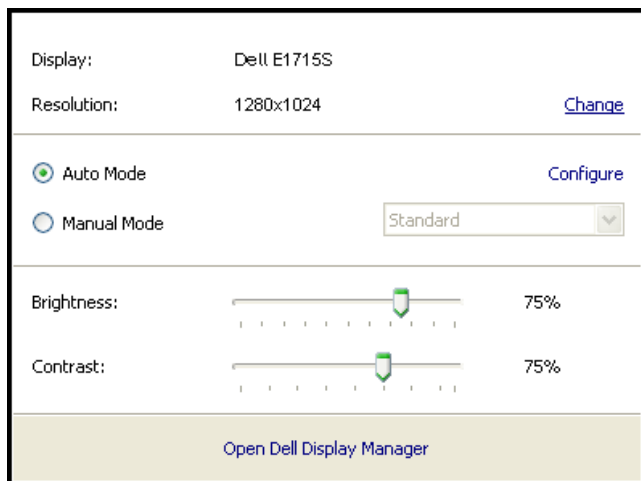 Display: Dell E1715S
Resolution: 1280x1024 Change
Auto Mode Configure
Manual Mode Standard
Brightness: 75%
Contrast: 75%
Open Dell Display Manager